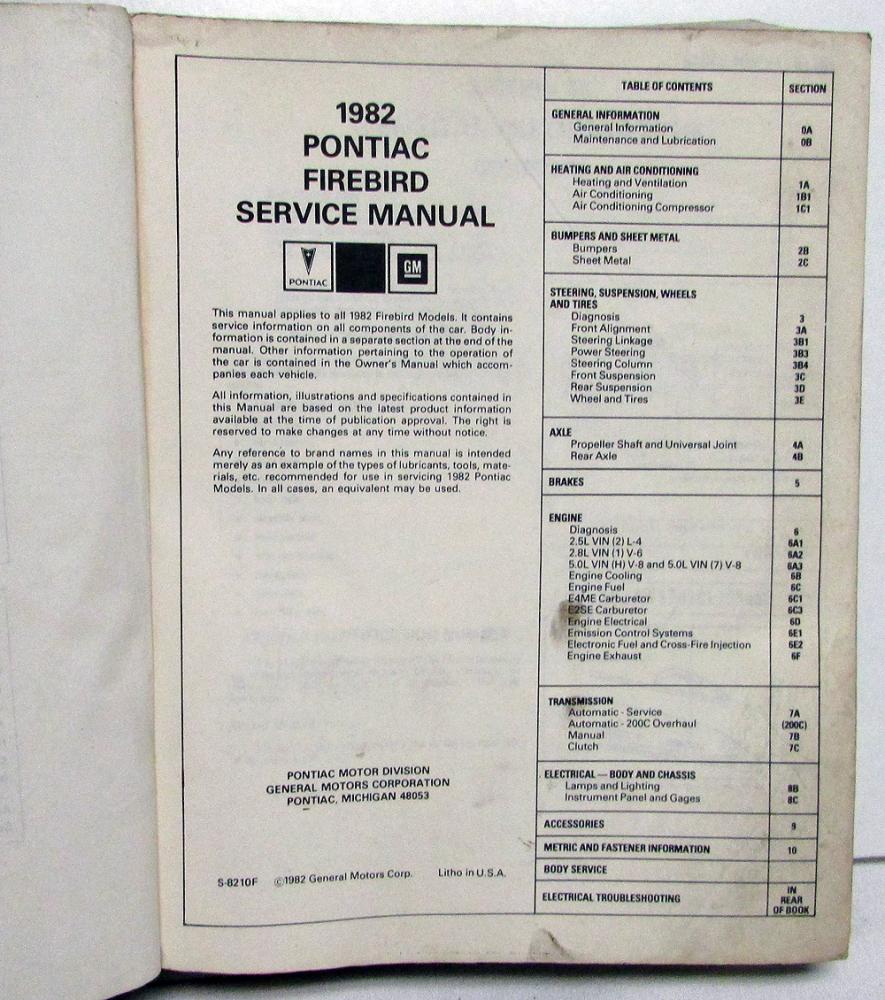 1982
PONTIAC
FIREBIRD
SERVICE MANUAL
PONTIAC
GM
This manual applies to all 1982 Firebird Models. It contains
service information on all components of the car. Body in-
formation is contained in a separate section at the end of the
manual. Other information pertaining to the operation of
the car is contained in the Owner's Manual which accom-
panies each vehicle.
All information, illustrations and specifications contained in
this Manual are based on the latest product information
available at the time of publication approval. The right is
reserved to make changes at any time without notice.
Any reference to brand names in this manual is intended
merely as an example of the types of lubricants, tools, mate-
rials, etc. recommended for use in servicing 1982 Pontiac
Models. In all cases, an equivalent may be used.
PONTIAC MOTOR DIVISION
GENERAL MOTORS CORPORATION
PONTIAC, MICHIGAN 48053
S-8210F ©1982 General Motors Corp. Litho in U.S.A.
TABLE OF CONTENTS SECTION
GENERAL INFORMATION
General Information 0A
Maintenance and Lubrication 0B
HEATING AND AIR CONDITIONING
Heating and Ventilation 1A
Air Conditioning 1B1
Air Conditioning Compressor 1C1
BUMPERS AND SHEET METAL
Bumpers 2B
Sheet Metal 2C
STEERING, SUSPENSION, WHEELS
AND TIRES
Diagnosis 3
Front Alignment 3A
Steering Linkage 3B1
Power Steering 3B3
Steering Column 3B4
Front Suspension 3C
Rear Suspension 3D
Wheel and Tires 3E
AXLE
Propeller Shaft and Universal Joint 4A
Rear Axle 4B
BRAKES 5
ENGINE
Diagnosis 6
2.5L VIN (2) L-4 6A1
2.8L VIN (1) V-6 6A2
5.0L VIN (H) V-8 and 5.0L VIN (7) V-8 6A3
Engine Cooling 6B
Engine Fuel 6C
E4ME Carburetor 6C1
E2SE Carburetor 6C3
Engine Electrical 6D
Emission Control Systems 6E1
Electronic Fuel and Cross-Fire Injection 6E2
Engine Exhaust 6F
TRANSMISSION
Automatic - Service 7A
Automatic - 200C Overhaul (200C)
Manual 7B
Clutch 7C
ELECTRICAL — BODY AND CHASSIS
Lamps and Lighting 8B
Instrument Panel and Gages 8C
ACCESSORIES 9
METRIC AND FASTENER INFORMATION 10
BODY SERVICE
ELECTRICAL TROUBLESHOOTING
IN
REAR
OF BOOK